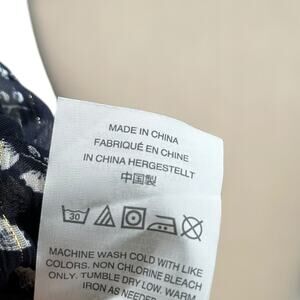 MADE IN CHINA
FABRIQUÉ EN CHINE
IN CHINA HERGESTELLT
中国製
30
MACHINE WASH COLD WITH LIKE
COLORS. NON CHLORINE BLEACH
ONLY. TUMBLE DRY LOW. WARM
IRON AS NEEDED.